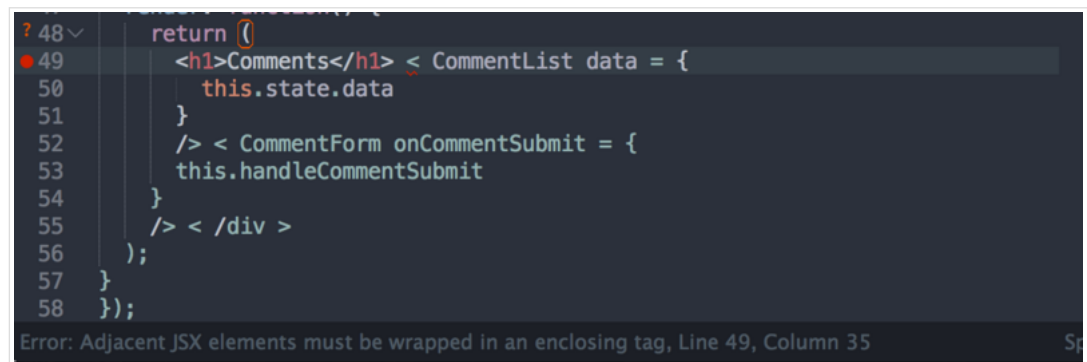 ? 48 return (
49 <h1>Comments</h1> < CommentList data = {
50 this.state.data
51 }
52 /> < CommentForm onCommentSubmit = {
53 this.handleCommentSubmit
54 }
55 /> < /div >
56 );
57 }
58 });
Error: Adjacent JSX elements must be wrapped in an enclosing tag, Line 49, Column 35 Sp